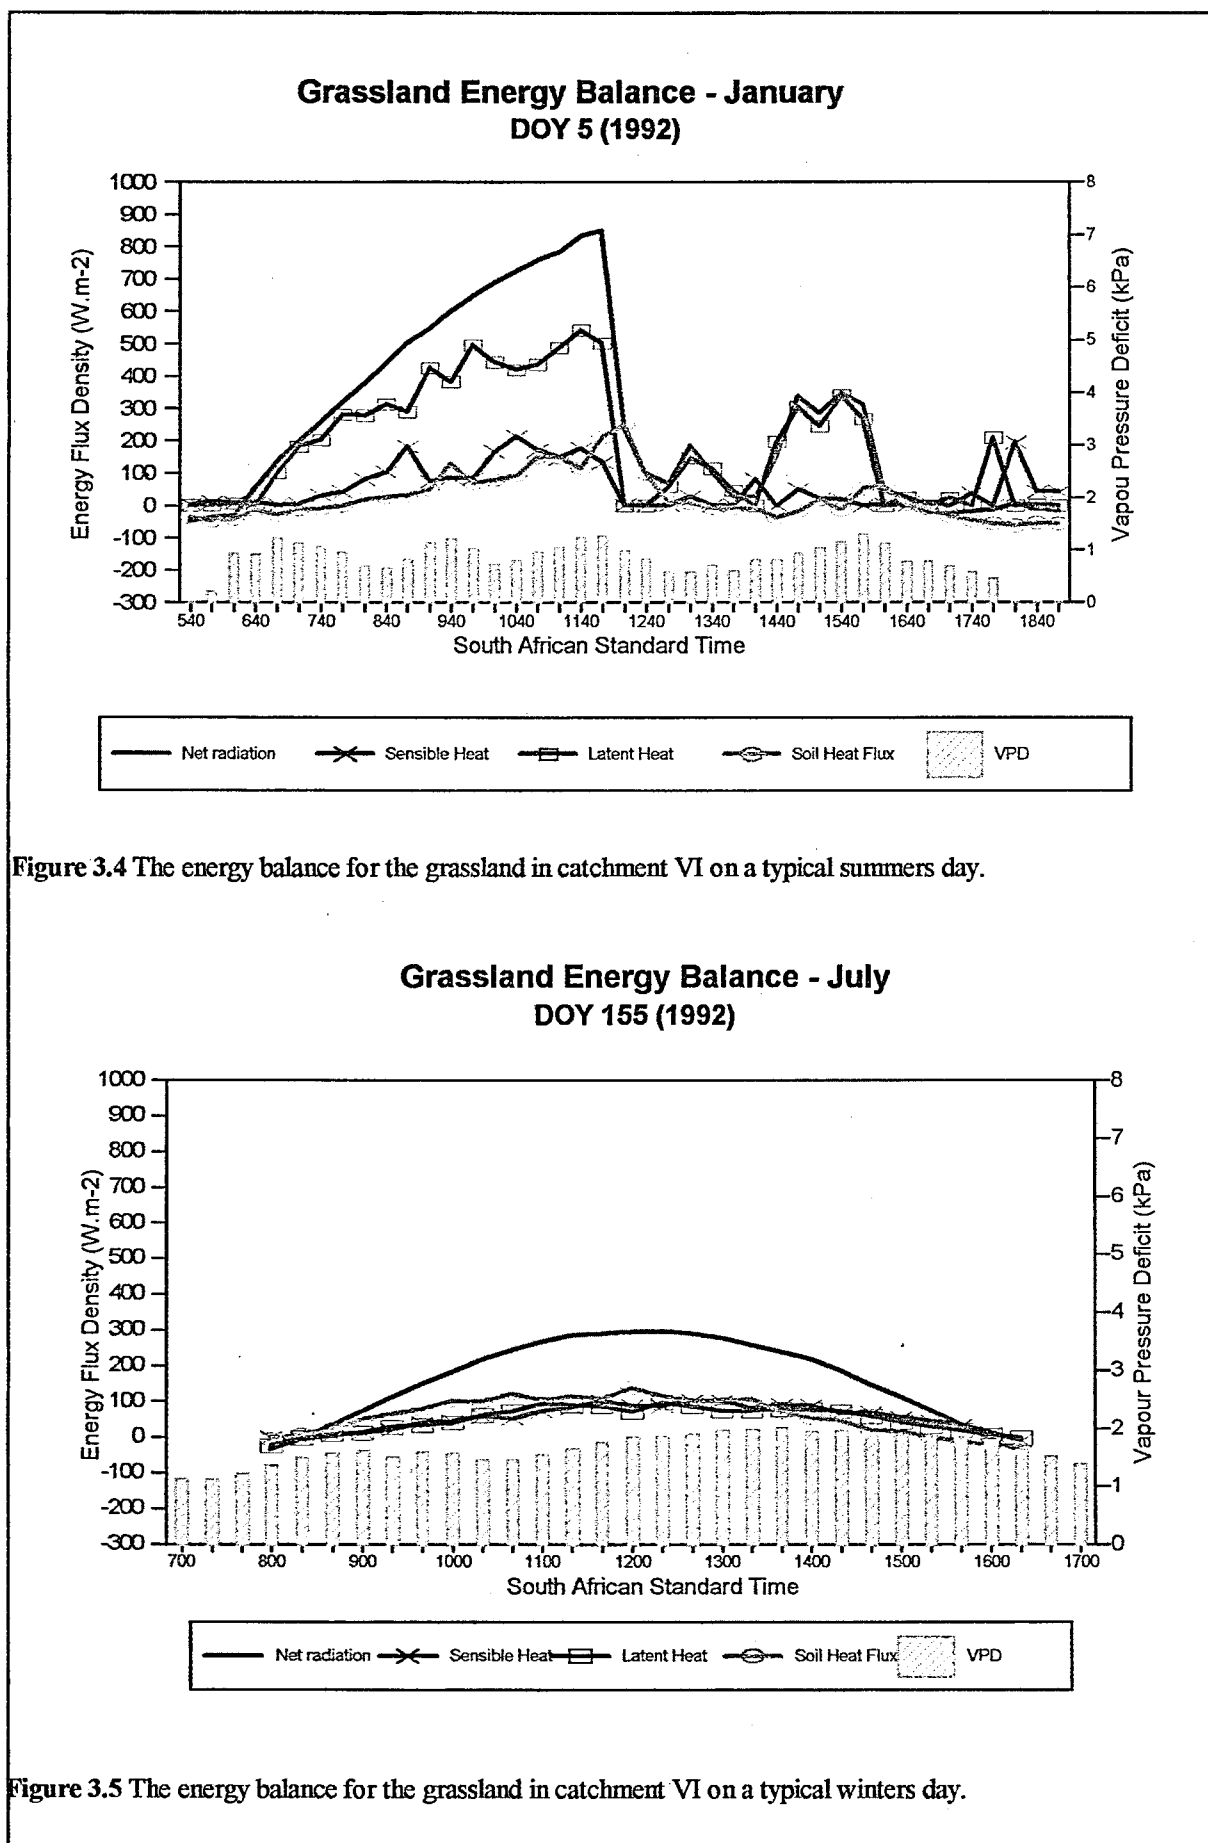 Grassland Energy Balance - January
DOY 5 (1992)
1000
900
800
700
600
500
400
300
200
100
0
-100
-200
-300
Energy Flux Density (W.m-2)
8
7
6
5
4
3
2
1
0
Vapou Pressure Deficit (kPa)
540 640 740 840 940 1040 1140 1240 1340 1440 1540 1640 1740 1840
South African Standard Time
Net radiation Sensible Heat Latent Heat Soil Heat Flux VPD
Figure 3.4 The energy balance for the grassland in catchment VI on a typical summers day.
Grassland Energy Balance - July
DOY 155 (1992)
1000
900
800
700
600
500
400
300
200
100
0
-100
-200
-300
Energy Flux Density (W.m-2)
8
7
6
5
4
3
2
1
0
Vapour Pressure Deficit (kPa)
700 800 900 1000 1100 1200 1300 1400 1500 1600 1700
South African Standard Time
Net radiation Sensible Heat Latent Heat Soil Heat Flux VPD
Figure 3.5 The energy balance for the grassland in catchment VI on a typical winters day.